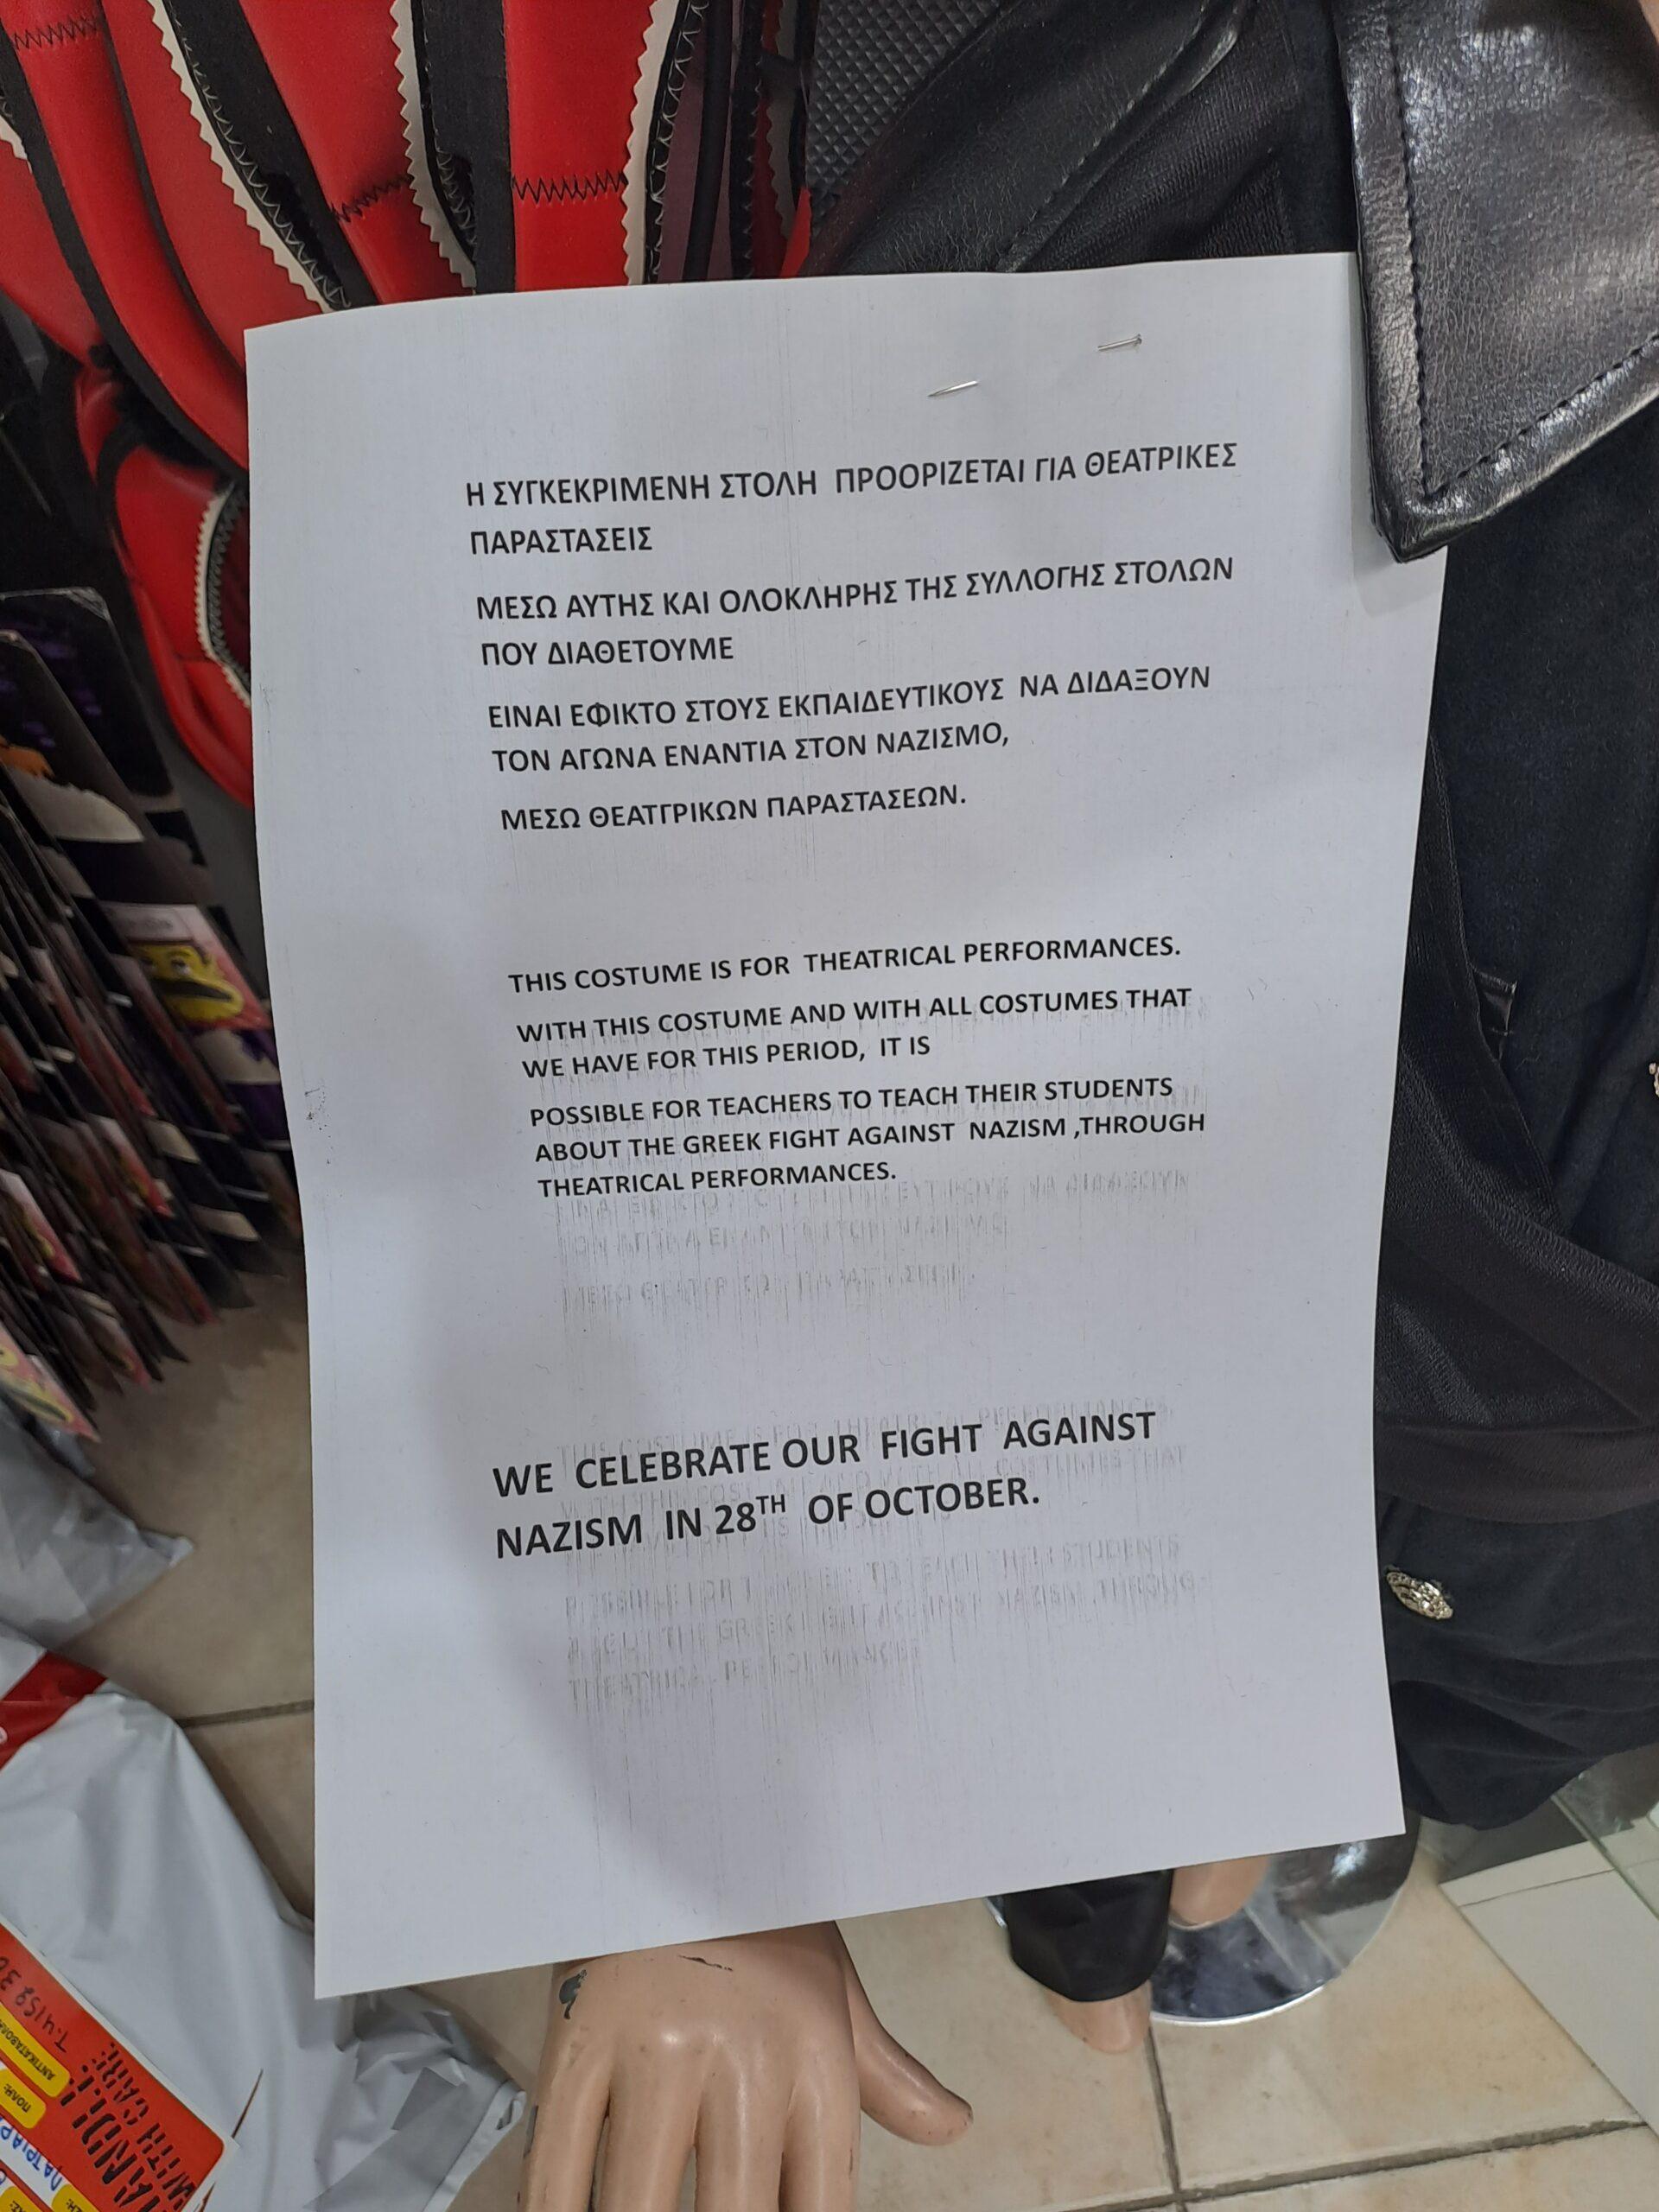 Η ΣΥΓΚΕΚΡΙΜΕΝΗ ΣΤΟΛΗ ΠΡΟΟΡΙΖΕΤΑΙ ΓΙΑ ΘΕΑΤΡΙΚΕΣ
ΠΑΡΑΣΤΑΣΕΙΣ
ΜΕΣΩ ΑΥΤΗΣ ΚΑΙ ΟΛΟΚΛΗΡΗΣ ΤΗΣ ΣΥΛΛΟΓΗΣ ΣΤΟΛΩΝ
ΠΟΥ ΔΙΑΘΕΤΟΥΜΕ
ΕΙΝΑΙ ΕΦΙΚΤΟ ΣΤΟΥΣ ΕΚΠΑΙΔΕΥΤΙΚΟΥΣ ΝΑ ΔΙΔΑΞΟΥΝ
ΤΟΝ ΑΓΩΝΑ ΕΝΑΝΤΙΑ ΣΤΟΝ ΝΑΖΙΣΜΟ,
ΜΕΣΩ ΘΕΑΤΓΡΙΚΩΝ ΠΑΡΑΣΤΑΣΕΩΝ.
THIS COSTUME IS FOR THEATRICAL PERFORMANCES.
WITH THIS COSTUME AND WITH ALL COSTUMES THAT
WE HAVE FOR THIS PERIOD, IT IS
POSSIBLE FOR TEACHERS TO TEACH THEIR STUDENTS
ABOUT THE GREEK FIGHT AGAINST NAZISM ,THROUGH
THEATRICAL PERFORMANCES.
WE CELEBRATE OUR FIGHT AGAINST
NAZISM IN 28TH OF OCTOBER.
HANDLE
WITH CARE
ΠΟΛΗ: